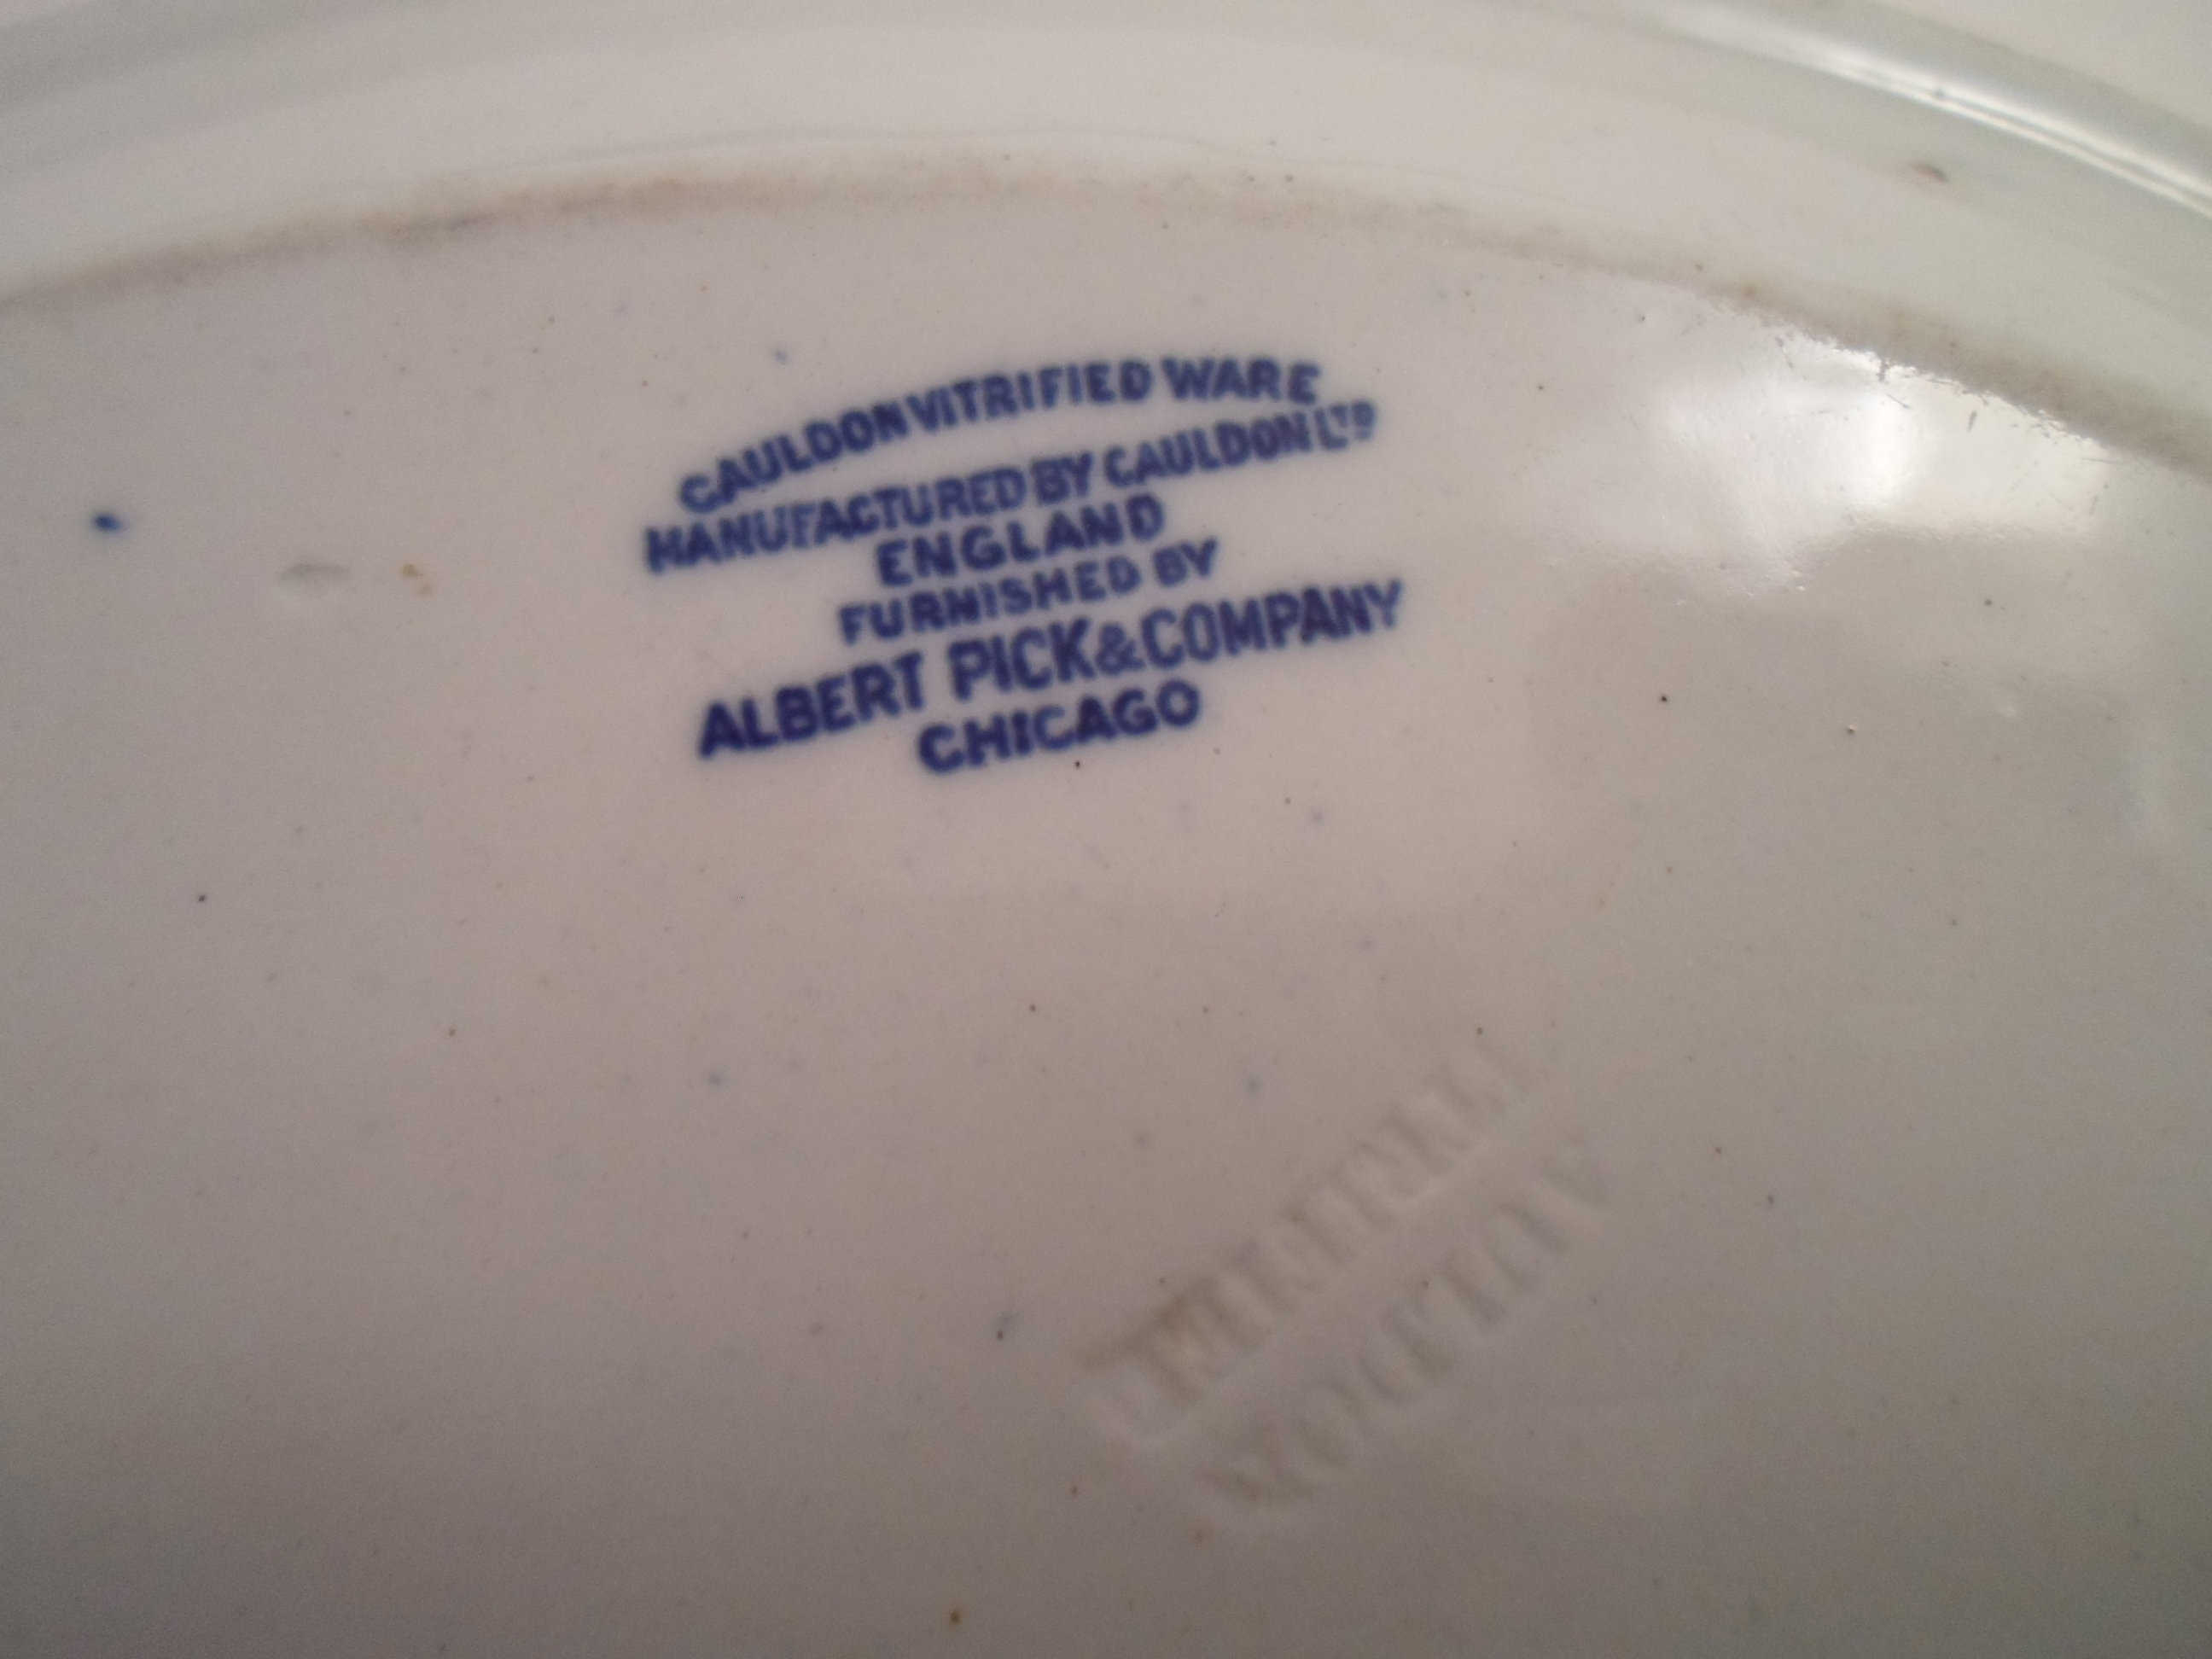 CAULDON VITRIFIED WARE
MANUFACTURED BY CAULDON LTD
ENGLAND
FURNISHED BY
ALBERT PICK & COMPANY
CHICAGO